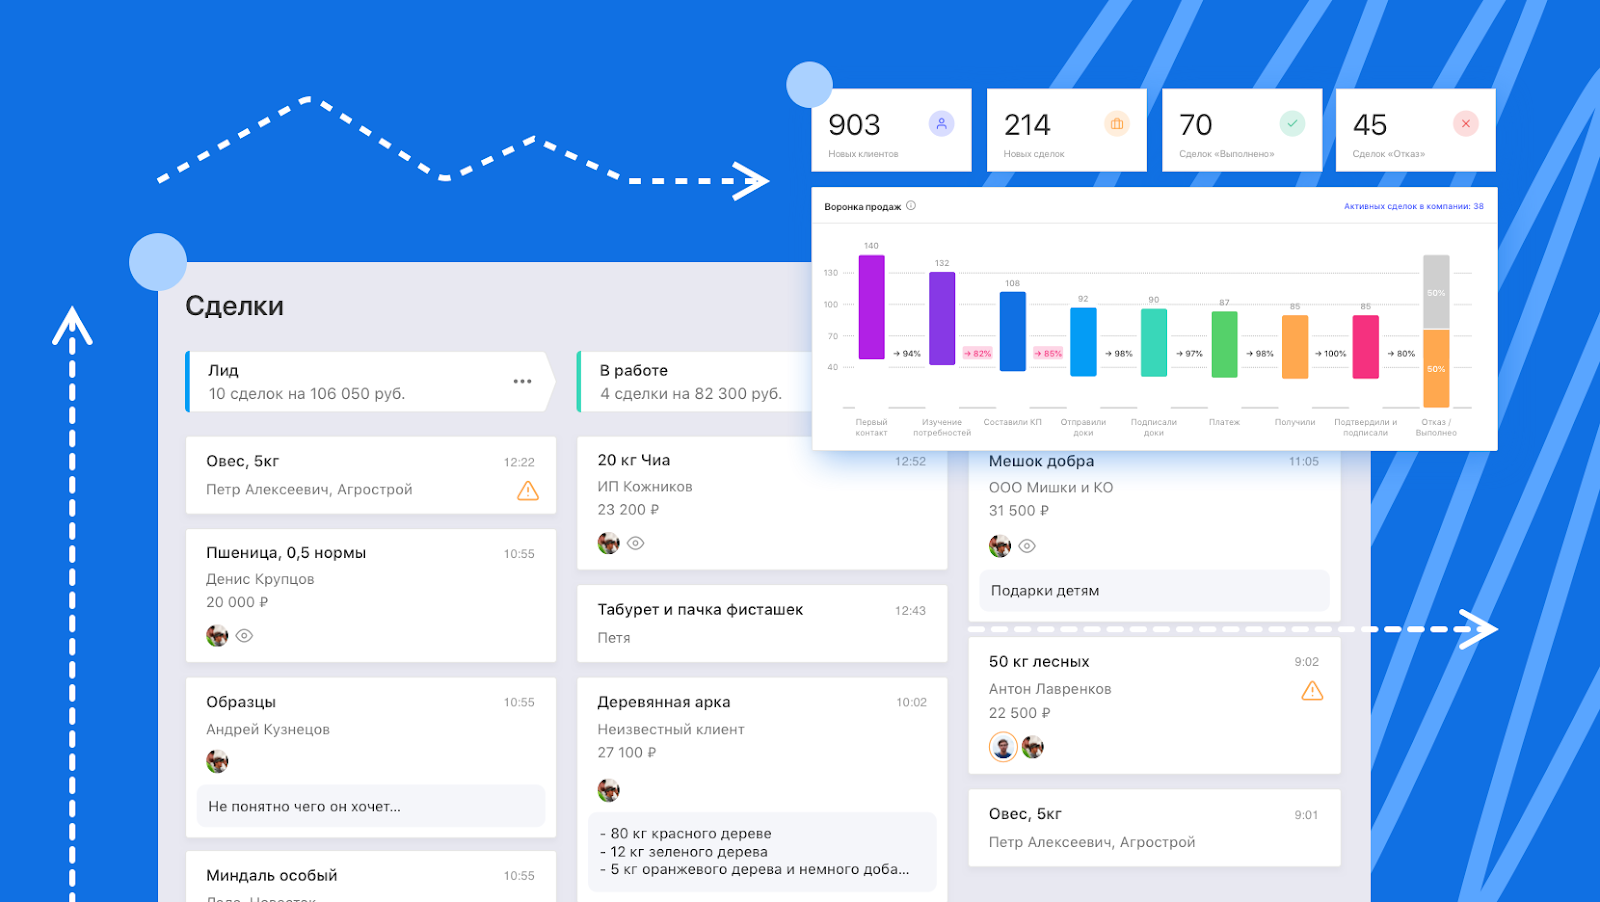 903
Новых клиентов
214
Новых сделок
70
Сделок «Выполнено»
45
Сделок «Отказ»
Воронка продаж
Активных сделок в компании: 38
140
132
108
92
90
87
85
85
130
100
70
40
→ 94%
→ 82%
→ 85%
→ 98%
→ 97%
→ 98%
→ 100%
→ 80%
50%
50%
Первый
контакт
Изучение
потребностей
Составили КП
Отправили
доки
Подписали
доки
Платеж
Получили
Подтвердили и
подписали
Отказ /
Выполнео
Сделки
Лид
10 сделок на 106 050 руб.
Овес, 5кг
12:22
Петр Алексеевич, Агрострой
Пшеница, 0,5 нормы
10:55
Денис Крупцов
20 000 ₽
Образцы
10:55
Андрей Кузнецов
Не понятно чего он хочет...
Миндаль особый
10:55
В работе
4 сделки на 82 300 руб.
20 кг Чиа
12:52
ИП Кожников
23 200 ₽
Табурет и пачка фисташек
12:43
Петя
Деревянная арка
10:02
Неизвестный клиент
27 100 ₽
- 80 кг красного дереве
- 12 кг зеленого дерева
- 5 кг оранжевого дерева и немного доба...
Мешок добра
11:05
ООО Мишки и КО
31 500 ₽
Подарки детям
50 кг лесных
9:02
Антон Лавренков
22 500 ₽
Овес, 5кг
9:01
Петр Алексеевич, Агрострой